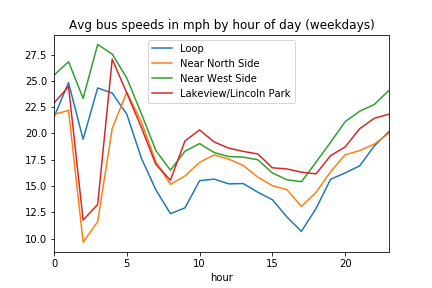 Avg bus speeds in mph by hour of day (weekdays)
27.5
25.0
22.5
20.0
17.5
15.0
12.5
10.0
Loop
Near North Side
Near West Side
Lakeview/Lincoln Park
0 5 10 15 20
hour